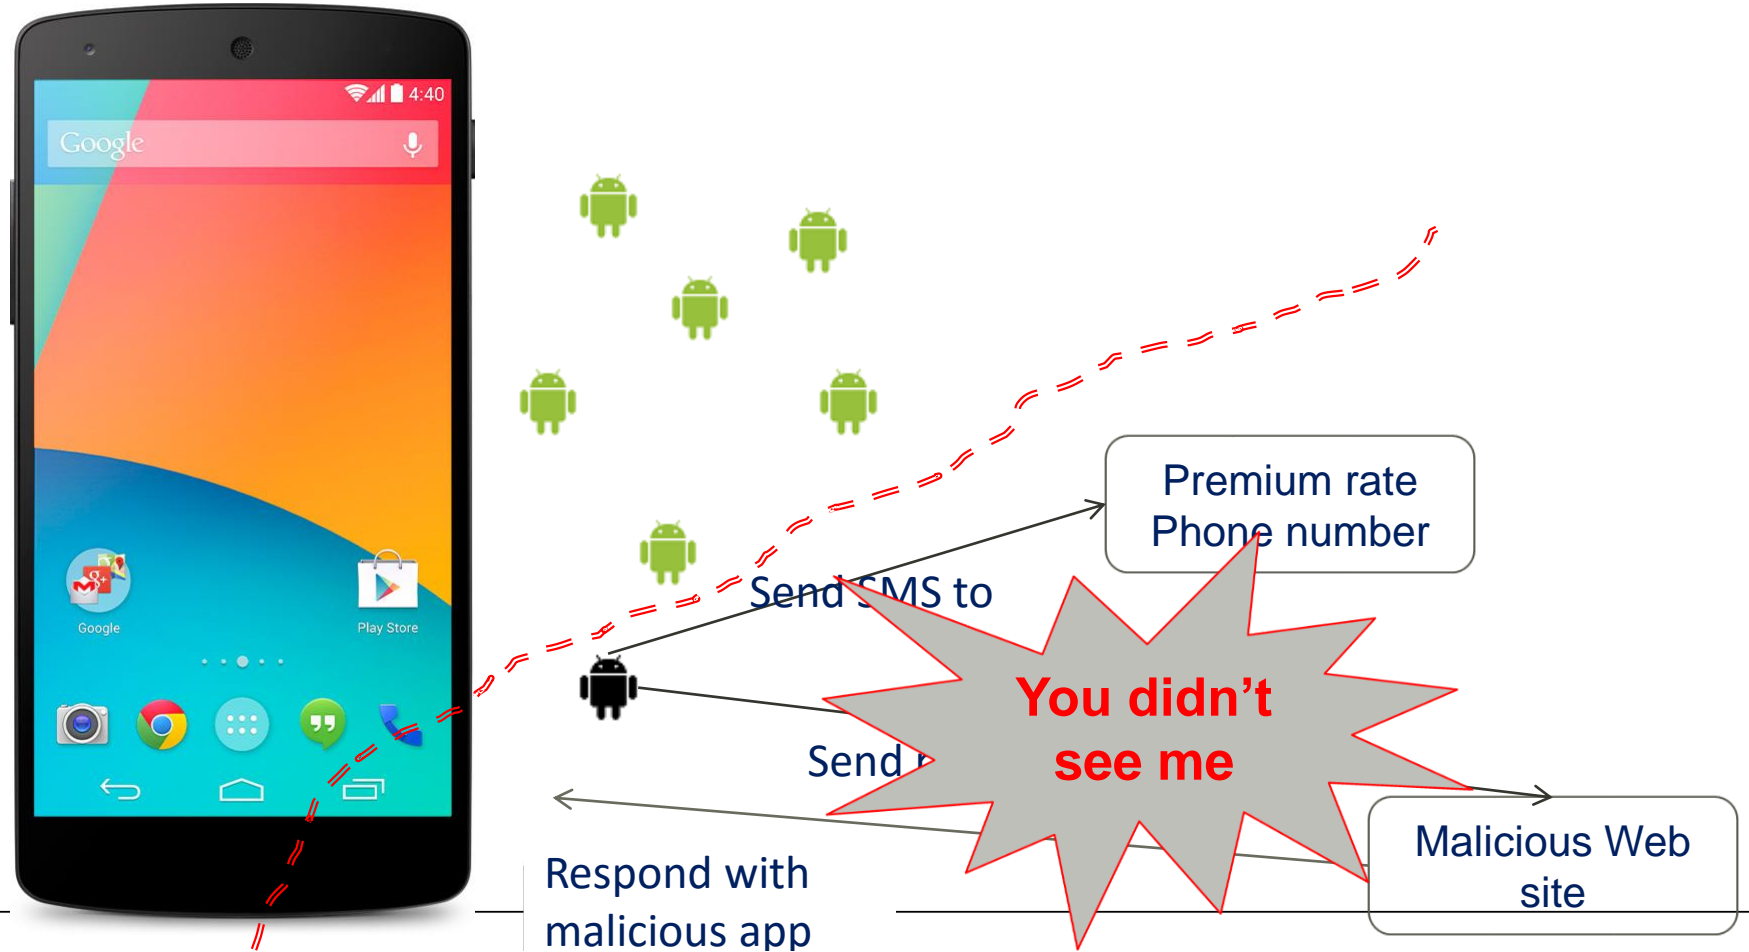 4:40
Google
Google
Play Store
Premium rate
Phone number
Send SMS to
You didn't
see me
Send
Malicious Web
site
Respond with
malicious app